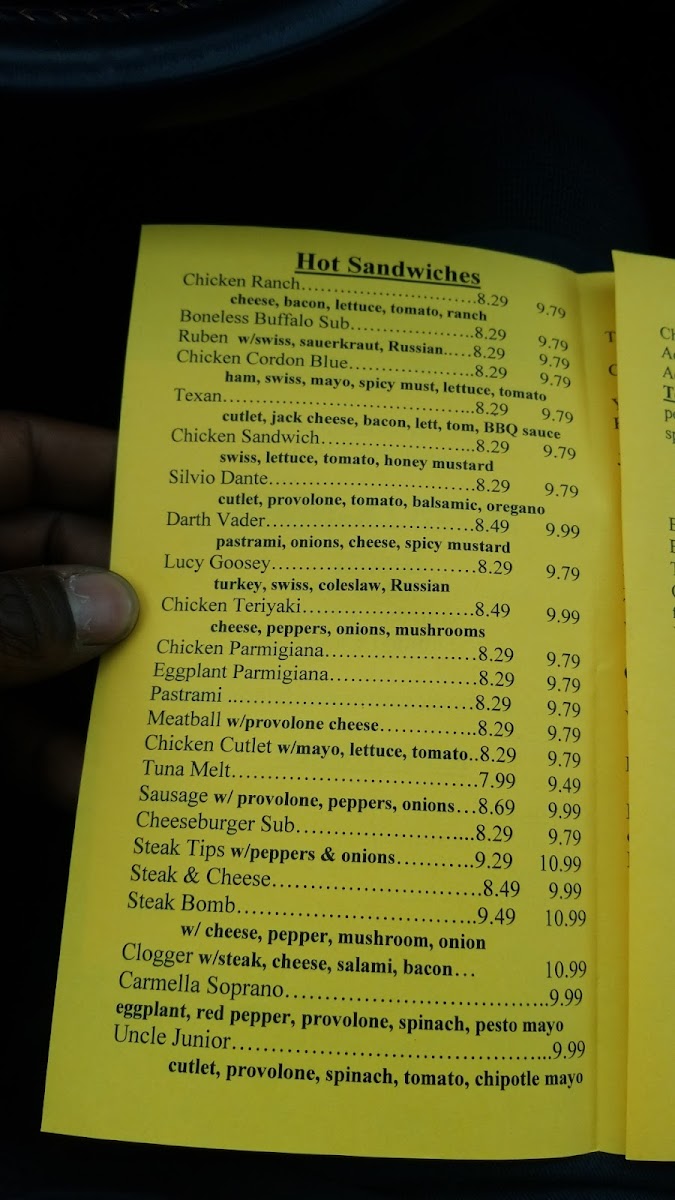 Hot Sandwiches
Chicken Ranch..............................8.29 9.79
cheese, bacon, lettuce, tomato, ranch
Boneless Buffalo Sub.....................8.29 9.79
Ruben w/swiss, sauerkraut, Russian.....8.29 9.79
Chicken Cordon Blue.....................8.29 9.79
ham, swiss, mayo, spicy must, lettuce, tomato
Texan..........................................8.29 9.79
cutlet, jack cheese, bacon, lett, tom, BBQ sauce
Chicken Sandwich.........................8.29 9.79
swiss, lettuce, tomato, honey mustard
Silvio Dante..................................8.29 9.79
cutlet, provolone, tomato, balsamic, oregano
Darth Vader..................................8.49 9.99
pastrami, onions, cheese, spicy mustard
Lucy Goosey.................................8.29 9.79
turkey, swiss, coleslaw, Russian
Chicken Teriyaki...........................8.49 9.99
cheese, peppers, onions, mushrooms
Chicken Parmigiana.......................8.29 9.79
Eggplant Parmigiana......................8.29 9.79
Pastrami .......................................8.29 9.79
Meatball w/provolone cheese..............8.29 9.79
Chicken Cutlet w/mayo, lettuce, tomato..8.29 9.79
Tuna Melt.....................................7.99 9.49
Sausage w/ provolone, peppers, onions...8.69 9.99
Cheeseburger Sub..........................8.29 9.79
Steak Tips w/peppers & onions...........9.29 10.99
Steak & Cheese..............................8.49 9.99
Steak Bomb...................................9.49 10.99
w/ cheese, pepper, mushroom, onion
Clogger w/steak, cheese, salami, bacon... 10.99
Carmella Soprano....................................9.99
eggplant, red pepper, provolone, spinach, pesto mayo
Uncle Junior...........................................9.99
cutlet, provolone, spinach, tomato, chipotle mayo